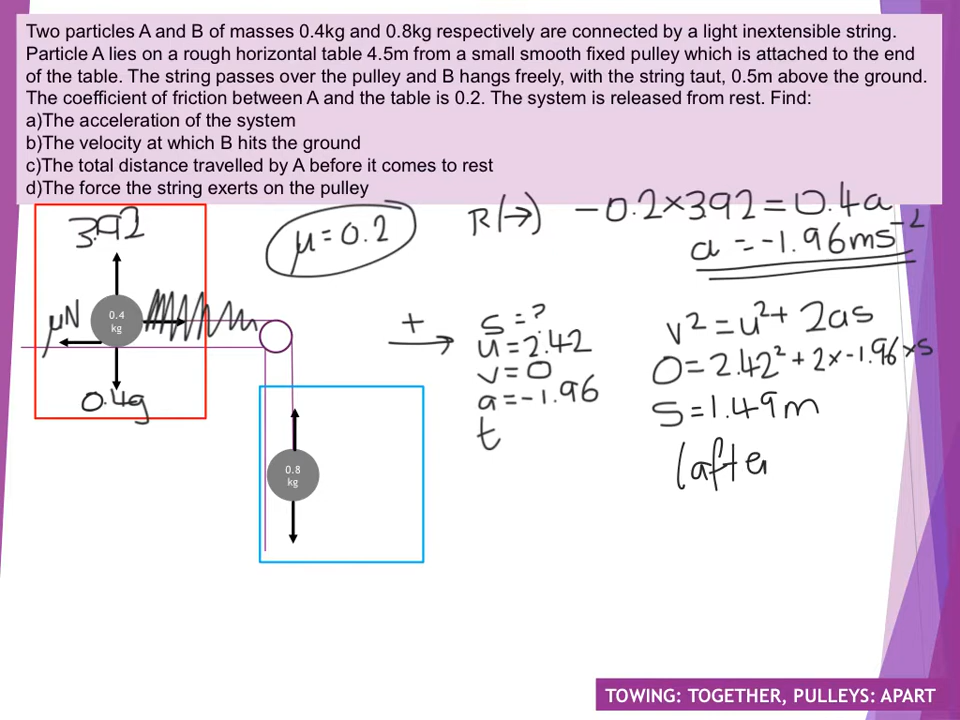 Two particles A and B of masses 0.4kg and 0.8kg respectively are connected by a light inextensible string.
Particle A lies on a rough horizontal table 4.5m from a small smooth fixed pulley which is attached to the end
of the table. The string passes over the pulley and B hangs freely, with the string taut, 0.5m above the ground.
The coefficient of friction between A and the table is 0.2. The system is released from rest. Find:
a)The acceleration of the system
b)The velocity at which B hits the ground
c)The total distance travelled by A before it comes to rest
d)The force the string exerts on the pulley
3.92
μ = 0.2
R(→) -0.2×3.92 = 0.4a
a = -1.96ms⁻²
μN
0.4
kg
0.4g
+
s = ?
u = 2.42
v = 0
a = -1.96
t
v² = u² + 2as
0 = 2.42² + 2×-1.96×s
s = 1.49m
(after
0.8
kg
TOWING: TOGETHER, PULLEYS: APART